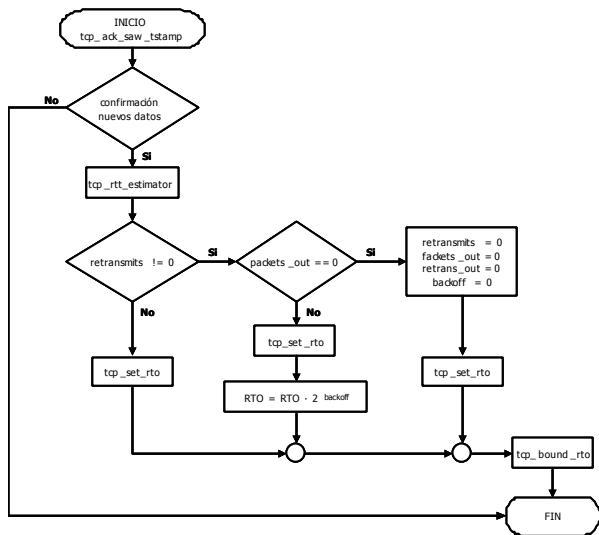 INICIO
tcp_ack_saw_tstamp
confirmación
nuevos datos
No
Si
tcp_rtt_estimator
retransmits != 0
Si
packets_out == 0
Si
retransmits = 0
fackets_out = 0
retrans_out = 0
backoff = 0
No
No
tcp_set_rto
tcp_set_rto
tcp_set_rto
RTO = RTO · 2 backoff
tcp_bound_rto
FIN